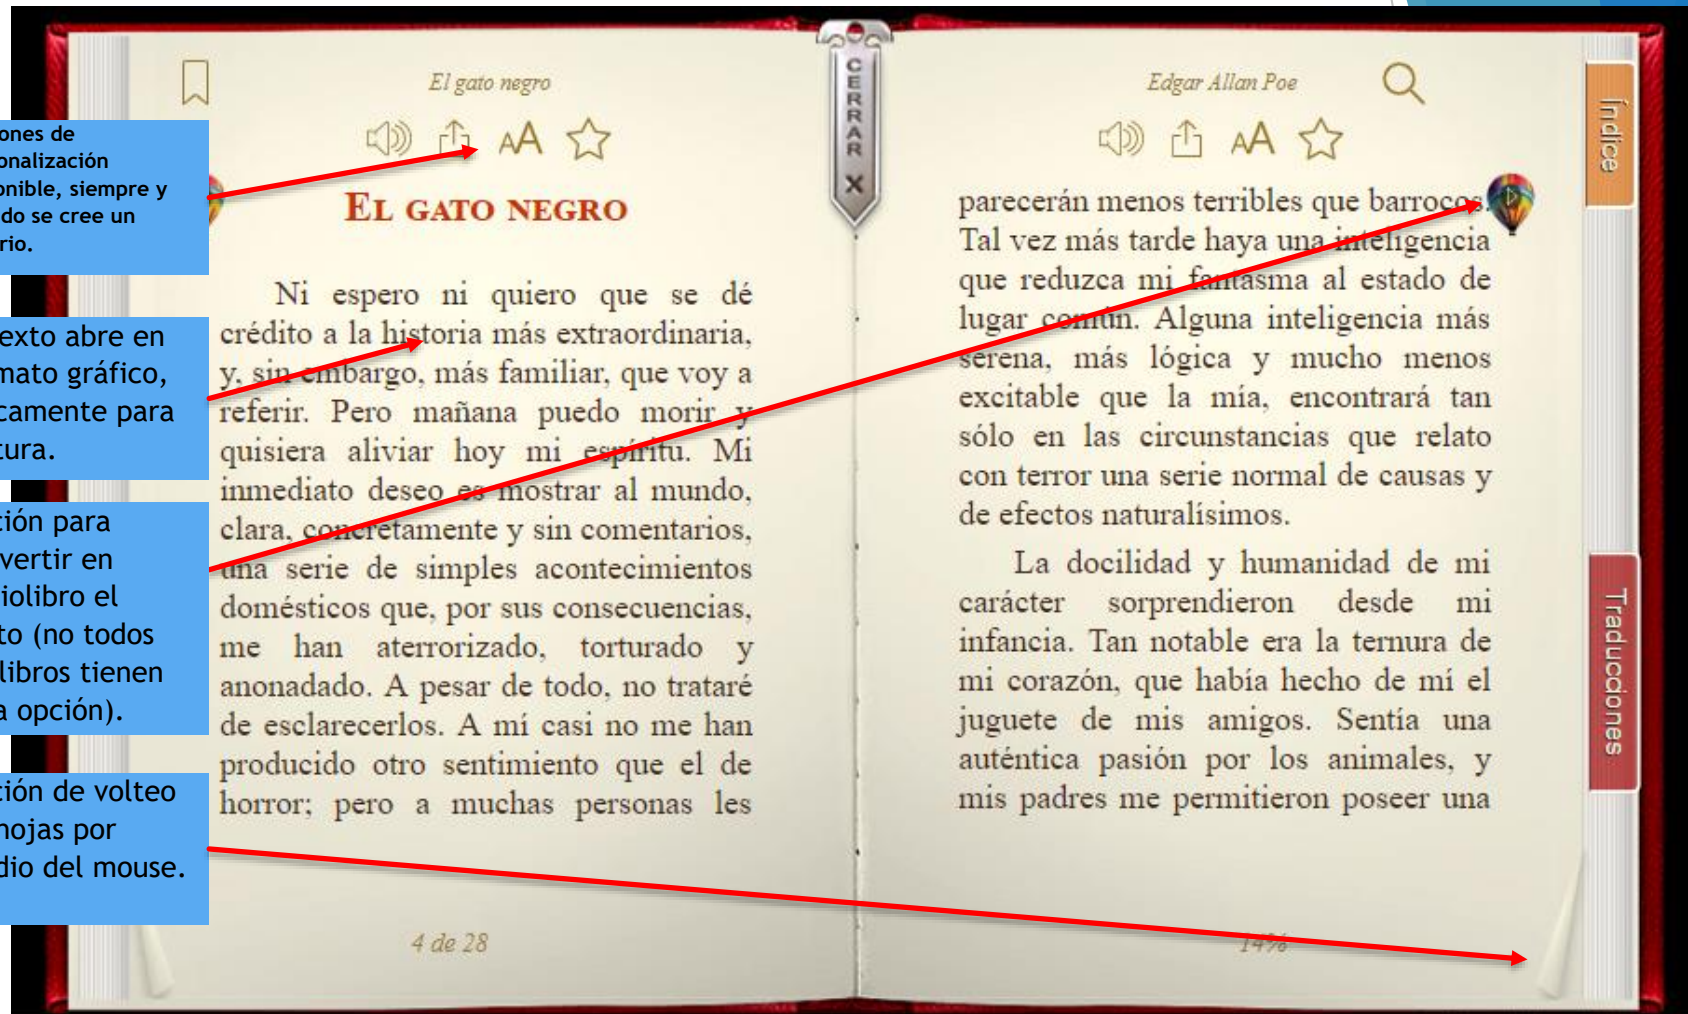 ones de
onalización
onible, siempre y
do se cree un
rio.
exto abre en
mato gráfico,
camente para
tura.
ción para
vertir en
iolibro el
to (no todos
libros tienen
a opción).
ción de volteo
hojas por
dio del mouse.
El gato negro
AA
EL GATO NEGRO
Ni espero ni quiero que se dé
crédito a la historia más extraordinaria,
y, sin embargo, más familiar, que voy a
referir. Pero mañana puedo morir y
quisiera aliviar hoy mi espíritu. Mi
inmediato deseo es mostrar al mundo,
clara, concretamente y sin comentarios,
una serie de simples acontecimientos
domésticos que, por sus consecuencias,
me han aterrorizado, torturado y
anonadado. A pesar de todo, no trataré
de esclarecerlos. A mí casi no me han
producido otro sentimiento que el de
horror; pero a muchas personas les
4 de 28
CERRAR X
Edgar Allan Poe
AA
parecerán menos terribles que barrocos.
Tal vez más tarde haya una inteligencia
que reduzca mi fantasma al estado de
lugar común. Alguna inteligencia más
serena, más lógica y mucho menos
excitable que la mía, encontrará tan
sólo en las circunstancias que relato
con terror una serie normal de causas y
de efectos naturalísimos.
La docilidad y humanidad de mi
carácter sorprendieron desde mi
infancia. Tan notable era la ternura de
mi corazón, que había hecho de mí el
juguete de mis amigos. Sentía una
auténtica pasión por los animales, y
mis padres me permitieron poseer una
14%
Índice
Traducciones